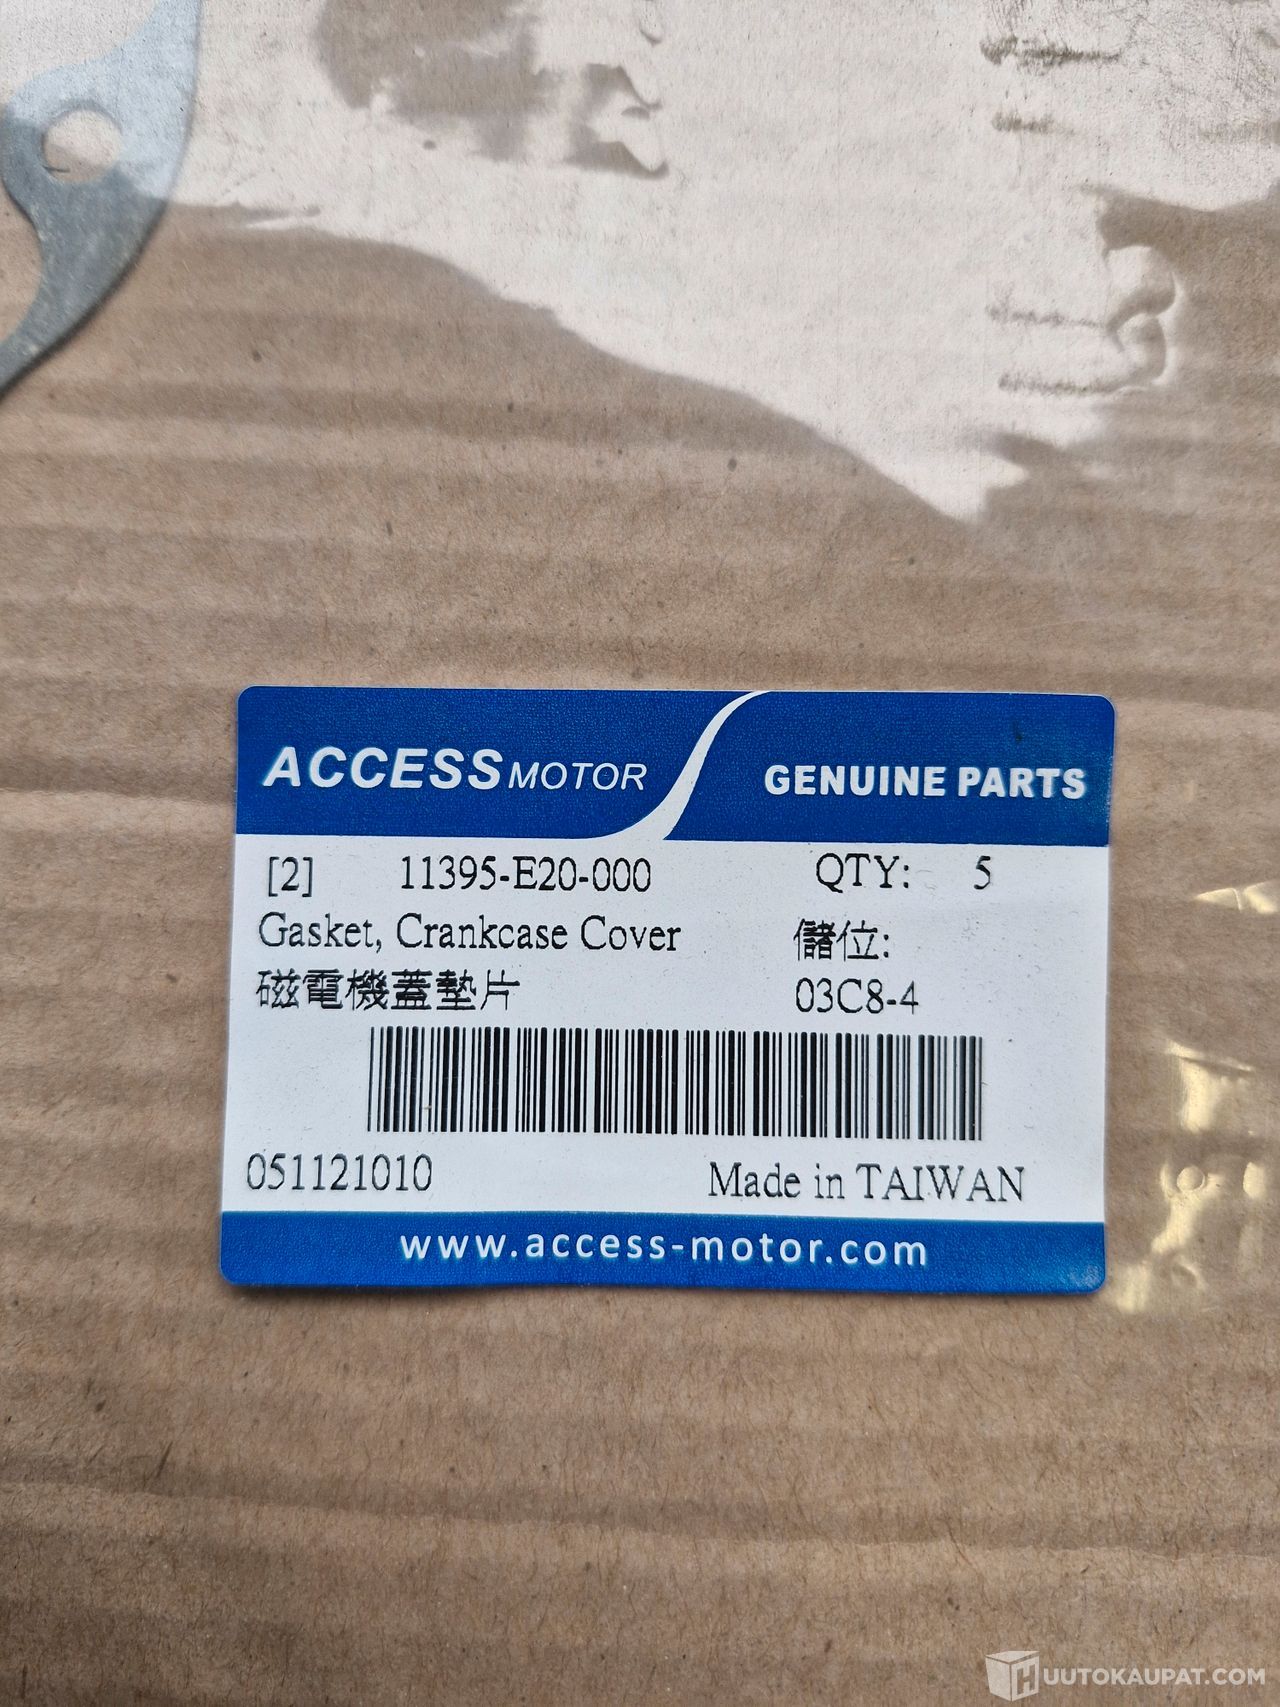 ACCESS MOTOR GENUINE PARTS
[2] 11395-E20-000 QTY: 5
Gasket, Crankcase Cover 儲位:
磁電機蓋墊片 03C8-4
051121010 Made in TAIWAN
www.access-motor.com
HUUTOKAUPAT.COM